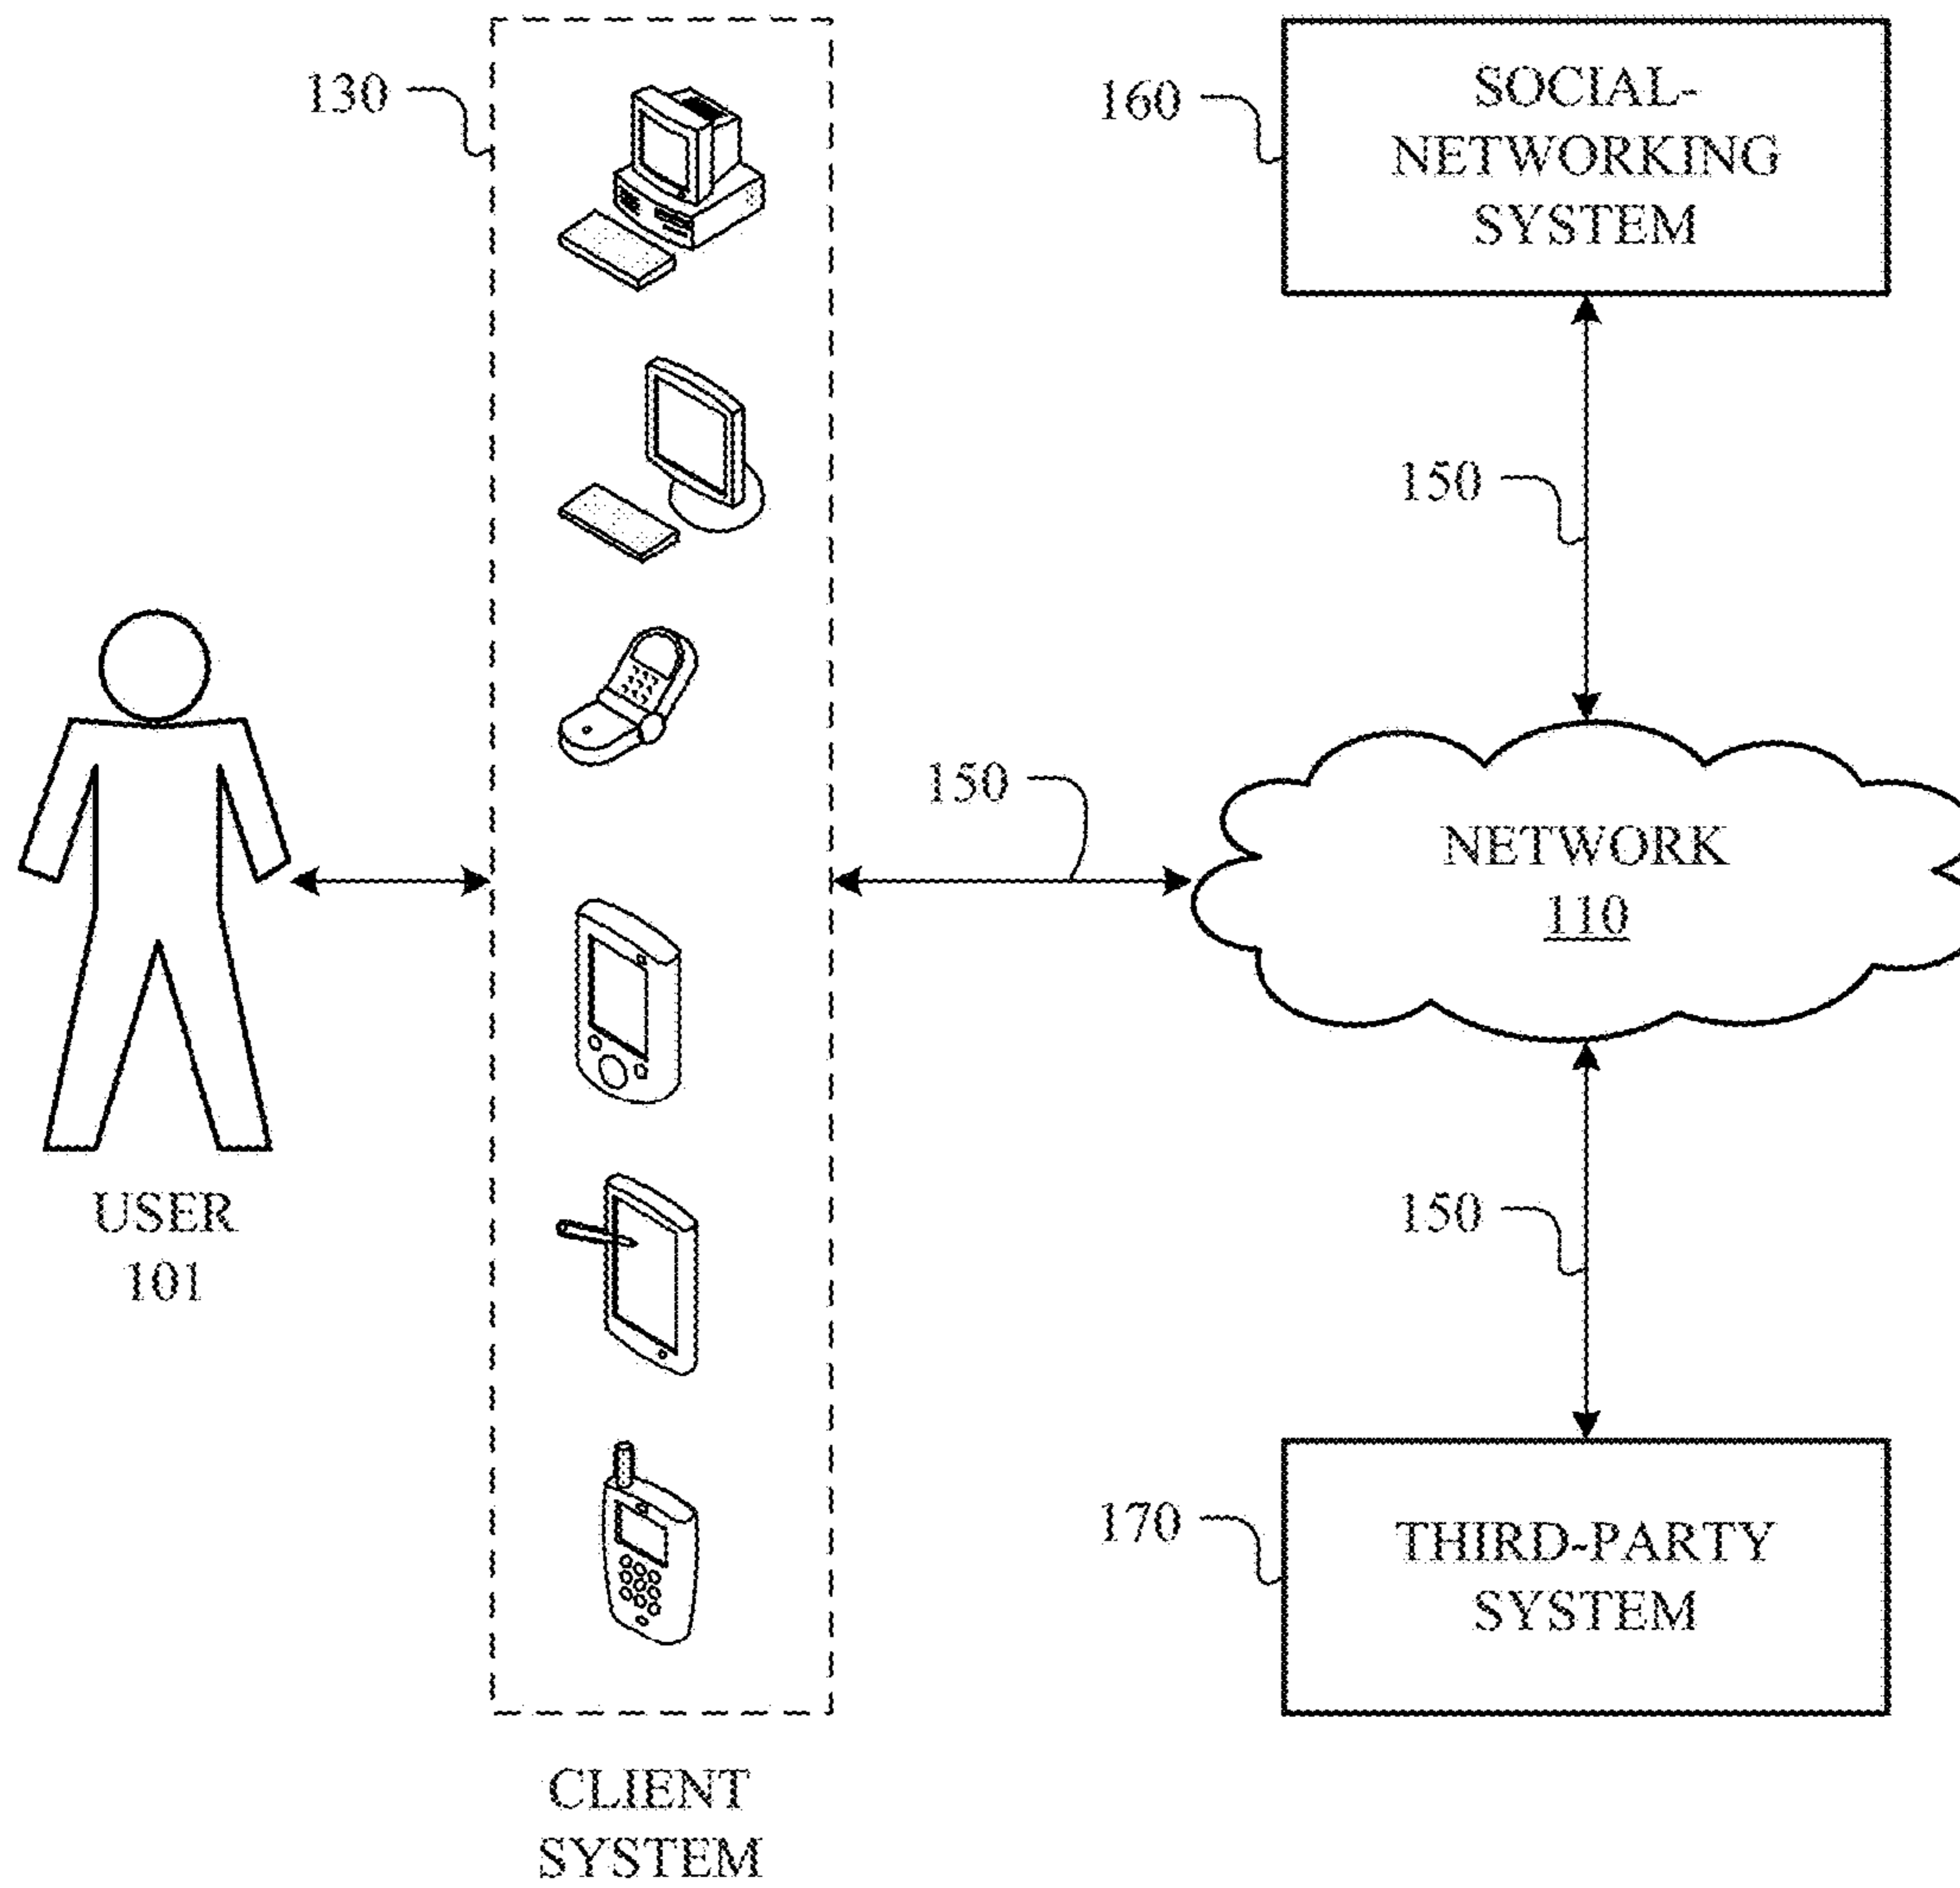 130
160
SOCIAL-
NETWORKING
SYSTEM
150
150
NETWORK
110
USER
101
150
170
THIRD-PARTY
SYSTEM
CLIENT
SYSTEM